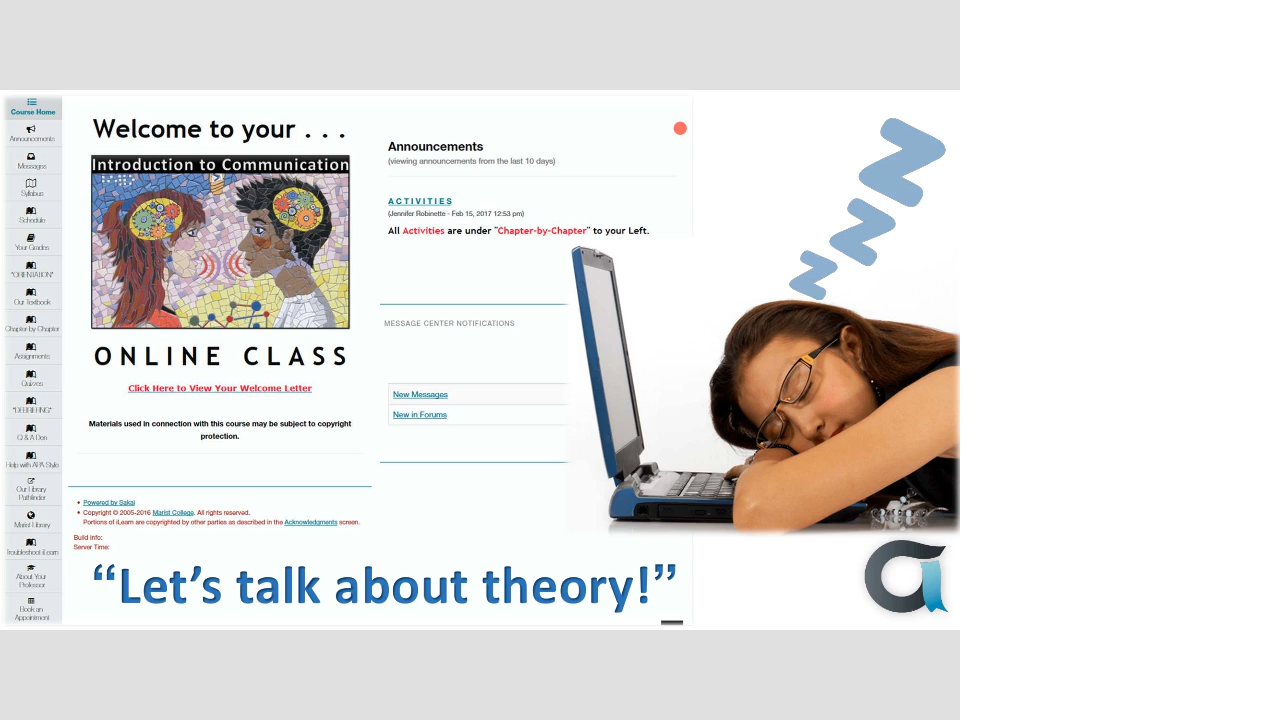 Course Home
Announcements
Messages
Syllabus
Schedule
Your Grades
*ORIENTATION*
Our Textbook
Chapter by Chapter
Assignments
Quizzes
*DEBRIEFING*
Q & A Den
Help with APA Style
Our Library
Pathfinder
Marist Library
Troubleshoot iLearn
About Your
Professor
Book an
Appointment
Welcome to your . . .
Introduction to Communication
ONLINE CLASS
Click Here to View Your Welcome Letter
Materials used in connection with this course may be subject to copyright
protection.
Powered by Sakai
Copyright © 2005-2016 Marist College. All rights reserved.
Portions of iLearn are copyrighted by other parties as described in the Acknowledgments screen.
Build Info:
Server Time:
Announcements
(viewing announcements from the last 10 days)
ACTIVITIES
(Jennifer Robinette - Feb 15, 2017 12:53 pm)
All Activities are under "Chapter-by-Chapter" to your Left.
MESSAGE CENTER NOTIFICATIONS
New Messages
New in Forums
Z
Z
Z
“Let’s talk about theory!”
a